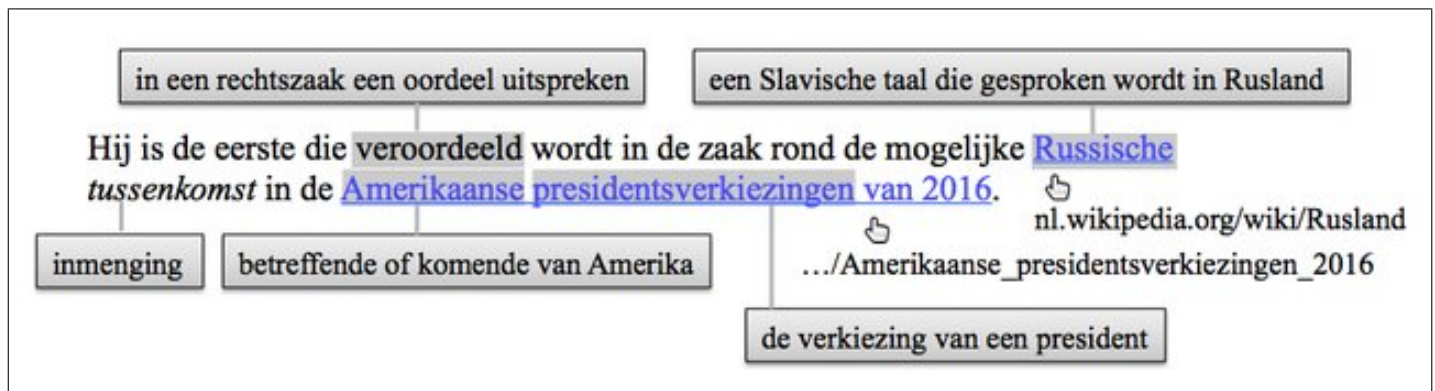 in een rechtszaak een oordeel uitspreken
een Slavische taal die gesproken wordt in Rusland
Hij is de eerste die veroordeeld wordt in de zaak rond de mogelijke Russische
tussenkomst in de Amerikaanse presidentsverkiezingen van 2016.
nl.wikipedia.org/wiki/Rusland
inmenging
betreffende of komende van Amerika
…/Amerikaanse_presidentsverkiezingen_2016
de verkiezing van een president